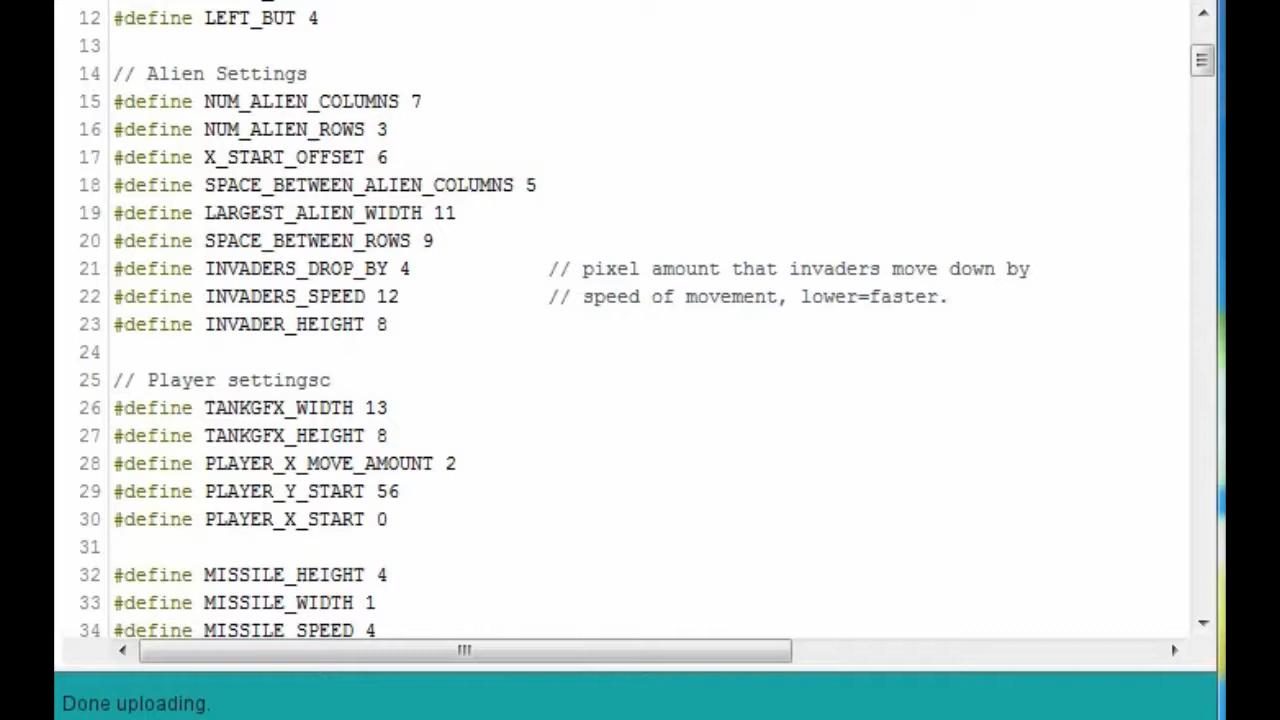 12 #define LEFT_BUT 4
13
14 // Alien Settings
15 #define NUM_ALIEN_COLUMNS 7
16 #define NUM_ALIEN_ROWS 3
17 #define X_START_OFFSET 6
18 #define SPACE_BETWEEN_ALIEN_COLUMNS 5
19 #define LARGEST_ALIEN_WIDTH 11
20 #define SPACE_BETWEEN_ROWS 9
21 #define INVADERS_DROP_BY 4 // pixel amount that invaders move down by
22 #define INVADERS_SPEED 12 // speed of movement, lower=faster.
23 #define INVADER_HEIGHT 8
24
25 // Player settingsc
26 #define TANKGFX_WIDTH 13
27 #define TANKGFX_HEIGHT 8
28 #define PLAYER_X_MOVE_AMOUNT 2
29 #define PLAYER_Y_START 56
30 #define PLAYER_X_START 0
31
32 #define MISSILE_HEIGHT 4
33 #define MISSILE_WIDTH 1
34 #define MISSILE_SPEED 4
Done uploading.